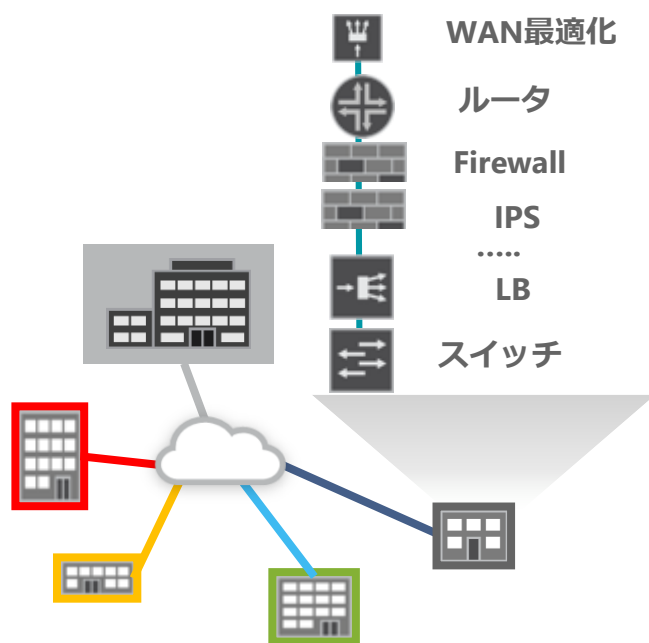 WAN最適化
ルータ
Firewall
IPS
.....
LB
スイッチ